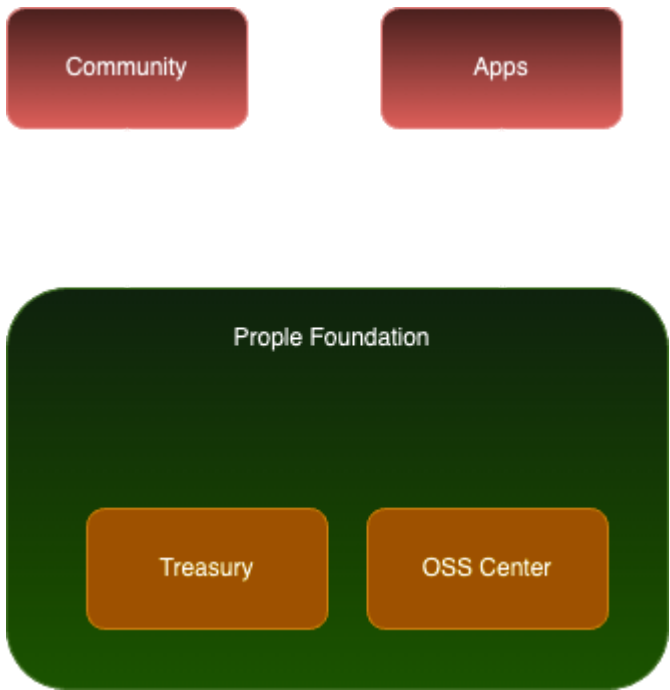 Community
Apps
Prople Foundation
Treasury
OSS Center